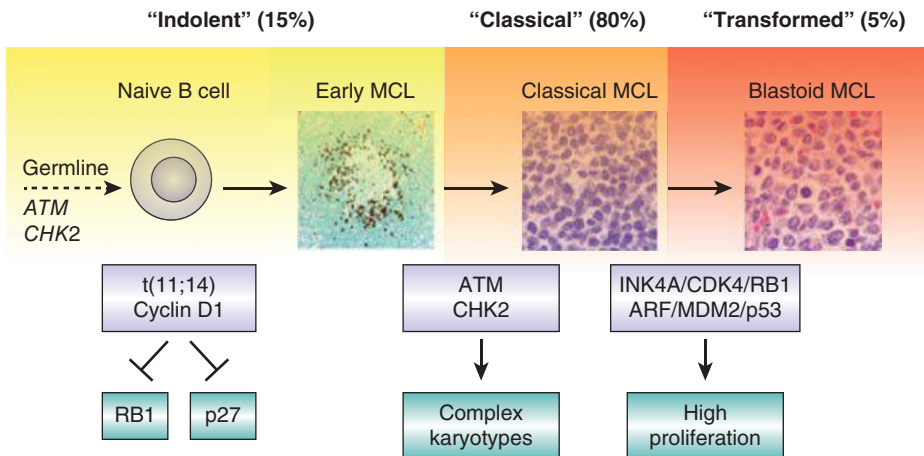 “Indolent” (15%)
“Classical” (80%)
“Transformed” (5%)
Naive B cell
Early MCL
Classical MCL
Blastoid MCL
Germline
ATM
CHK2
t(11;14)
Cyclin D1
ATM
CHK2
INK4A/CDK4/RB1
ARF/MDM2/p53
RB1
p27
Complex
karyotypes
High
proliferation